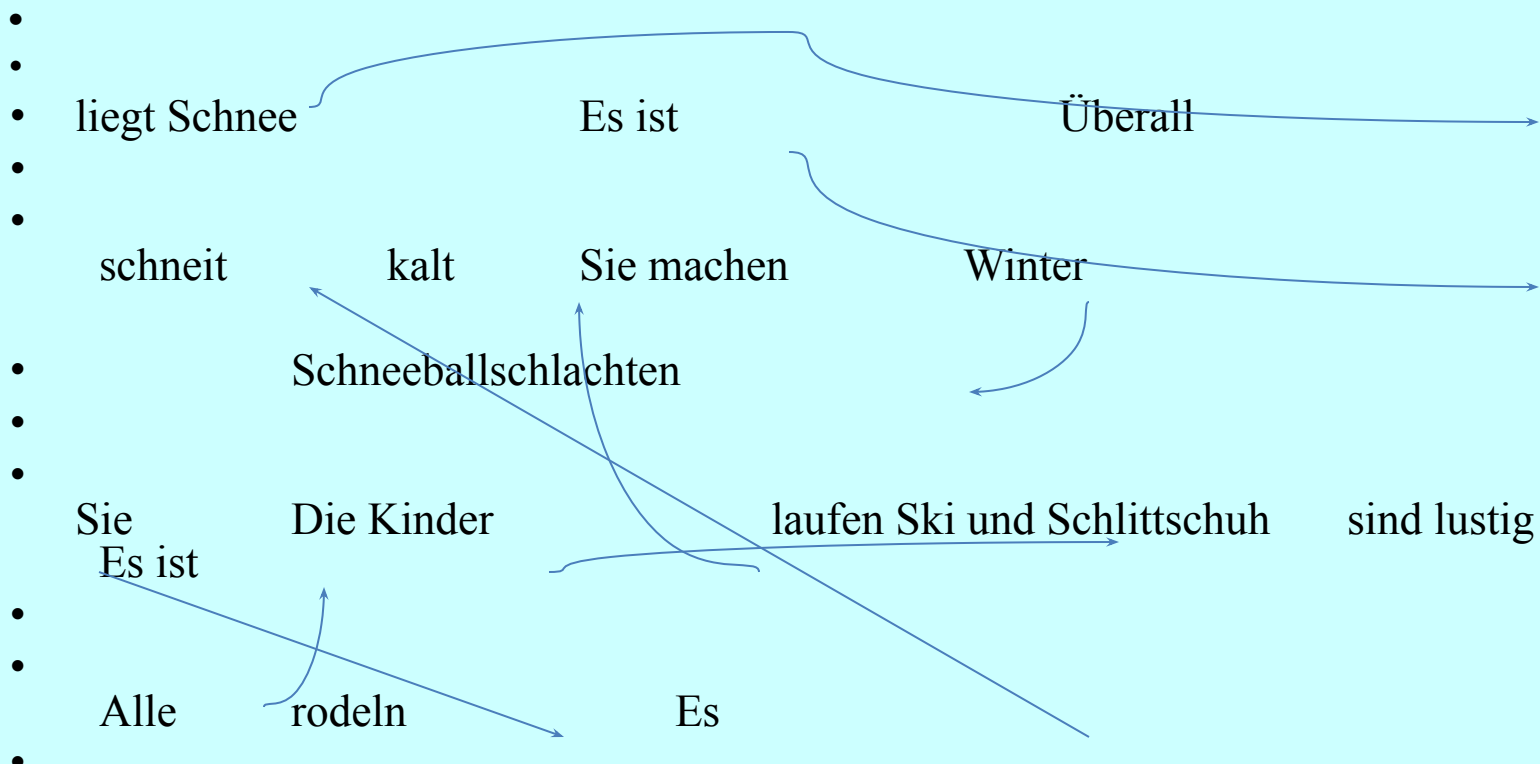 • 
• 
• liegt Schnee Es ist Überall
• 
• 
schneit kalt Sie machen Winter
• Schneeballschlachten
• 
• 
Sie Die Kinder laufen Ski und Schlittschuh sind lustig
Es ist
• 
• 
Alle rodeln Es
•